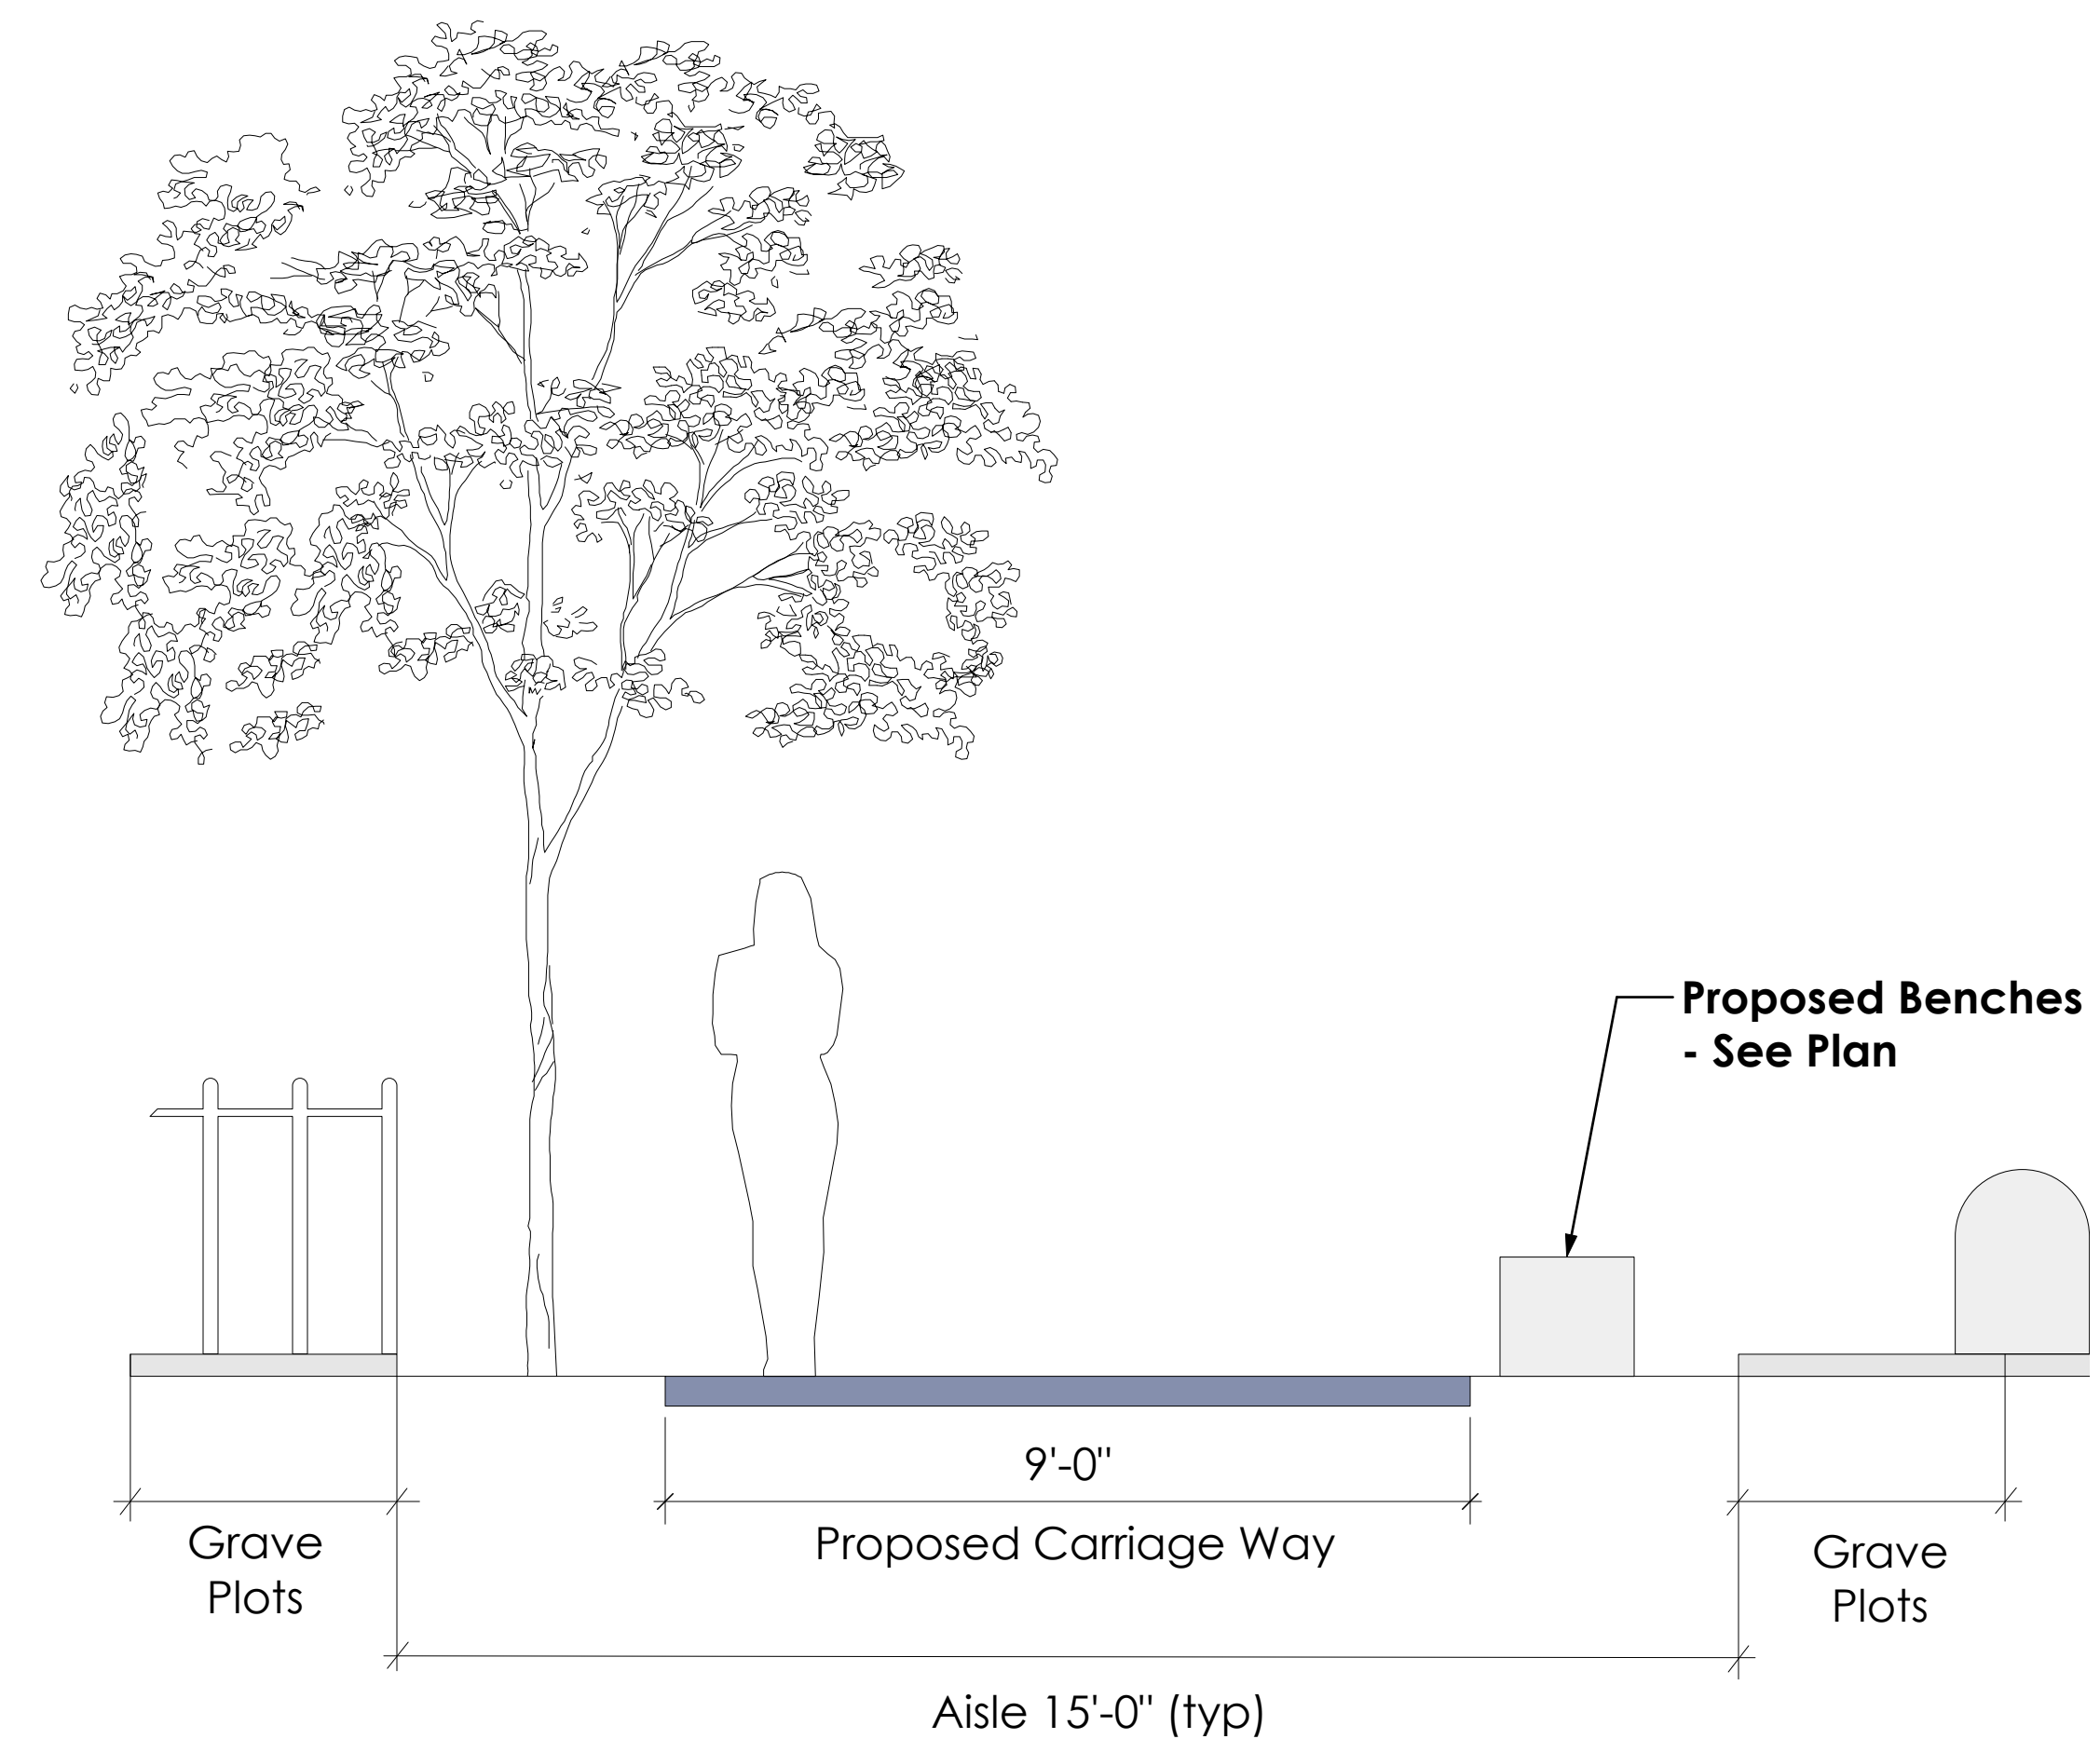 Proposed Benches
- See Plan
9'-0"
Proposed Carriage Way
Grave
Plots
Grave
Plots
Aisle 15'-0" (typ)